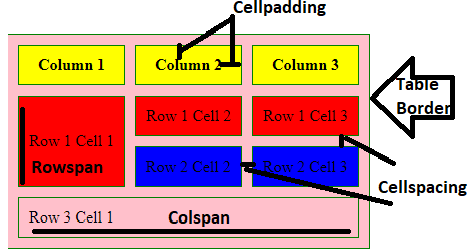 Cellpadding
Column 1 Column 2 Column 3
Table
Border
Row 1 Cell 1 Row 1 Cell 2 Row 1 Cell 3
Rowspan
Row 2 Cell 2 Row 2 Cell 3
Cellspacing
Row 3 Cell 1 Colspan